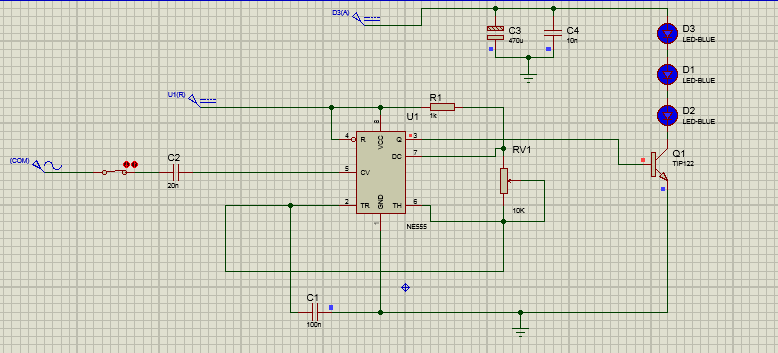 D3(A)
C3
470u
C4
10n
D3
LED-BLUE
D1
LED-BLUE
D2
LED-BLUE
U1(R)
R1
1k
U1
8
VCC
4 R Q 3
DC 7
RV1
10K
Q1
TIP122
(COM)
C2
20n
5 CV
2 TR TH 6
GND
1
NE555
C1
100n